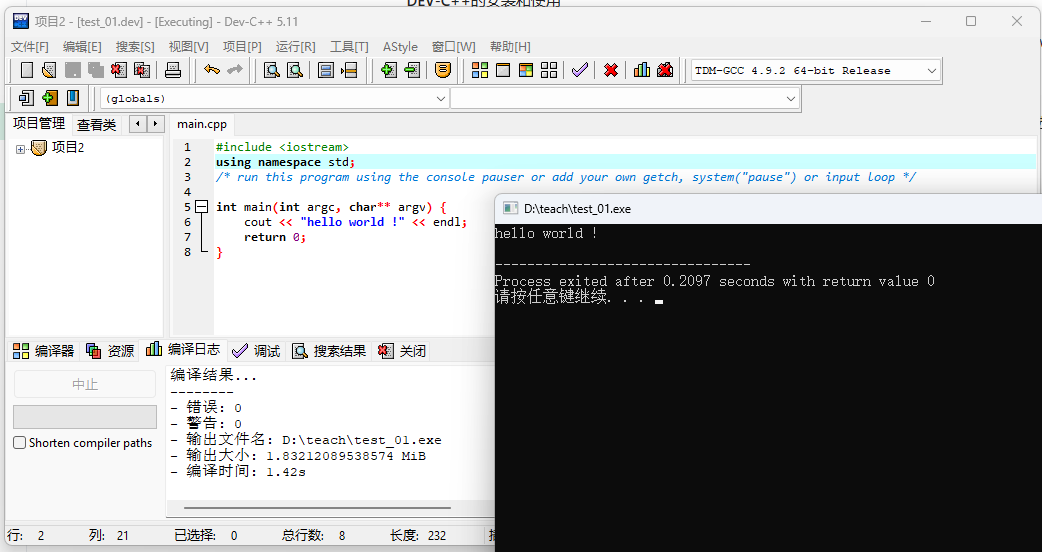 DEV-C++的安装和使用
项目2 - [test_01.dev] - [Executing] - Dev-C++ 5.11
文件[F] 编辑[E] 搜索[S] 视图[V] 项目[P] 运行[R] 工具[T] AStyle 窗口[W] 帮助[H]
TDM-GCC 4.9.2 64-bit Release
(globals)
项目管理 查看类 main.cpp
项目2
1 #include <iostream>
2 using namespace std;
3 /* run this program using the console pauser or add your own getch, system("pause") or input loop */
4
5 int main(int argc, char** argv) {
6 cout << "hello world !" << endl;
7 return 0;
8 }
D:\teach\test_01.exe
hello world !
--------------------------------
Process exited after 0.2097 seconds with return value 0
请按任意键继续. . .
编译器 资源 编译日志 调试 搜索结果 关闭
中止
Shorten compiler paths
编译结果...
--------
- 错误: 0
- 警告: 0
- 输出文件名: D:\teach\test_01.exe
- 输出大小: 1.83212089538574 MiB
- 编译时间: 1.42s
行: 2 列: 21 已选择: 0 总行数: 8 长度: 232